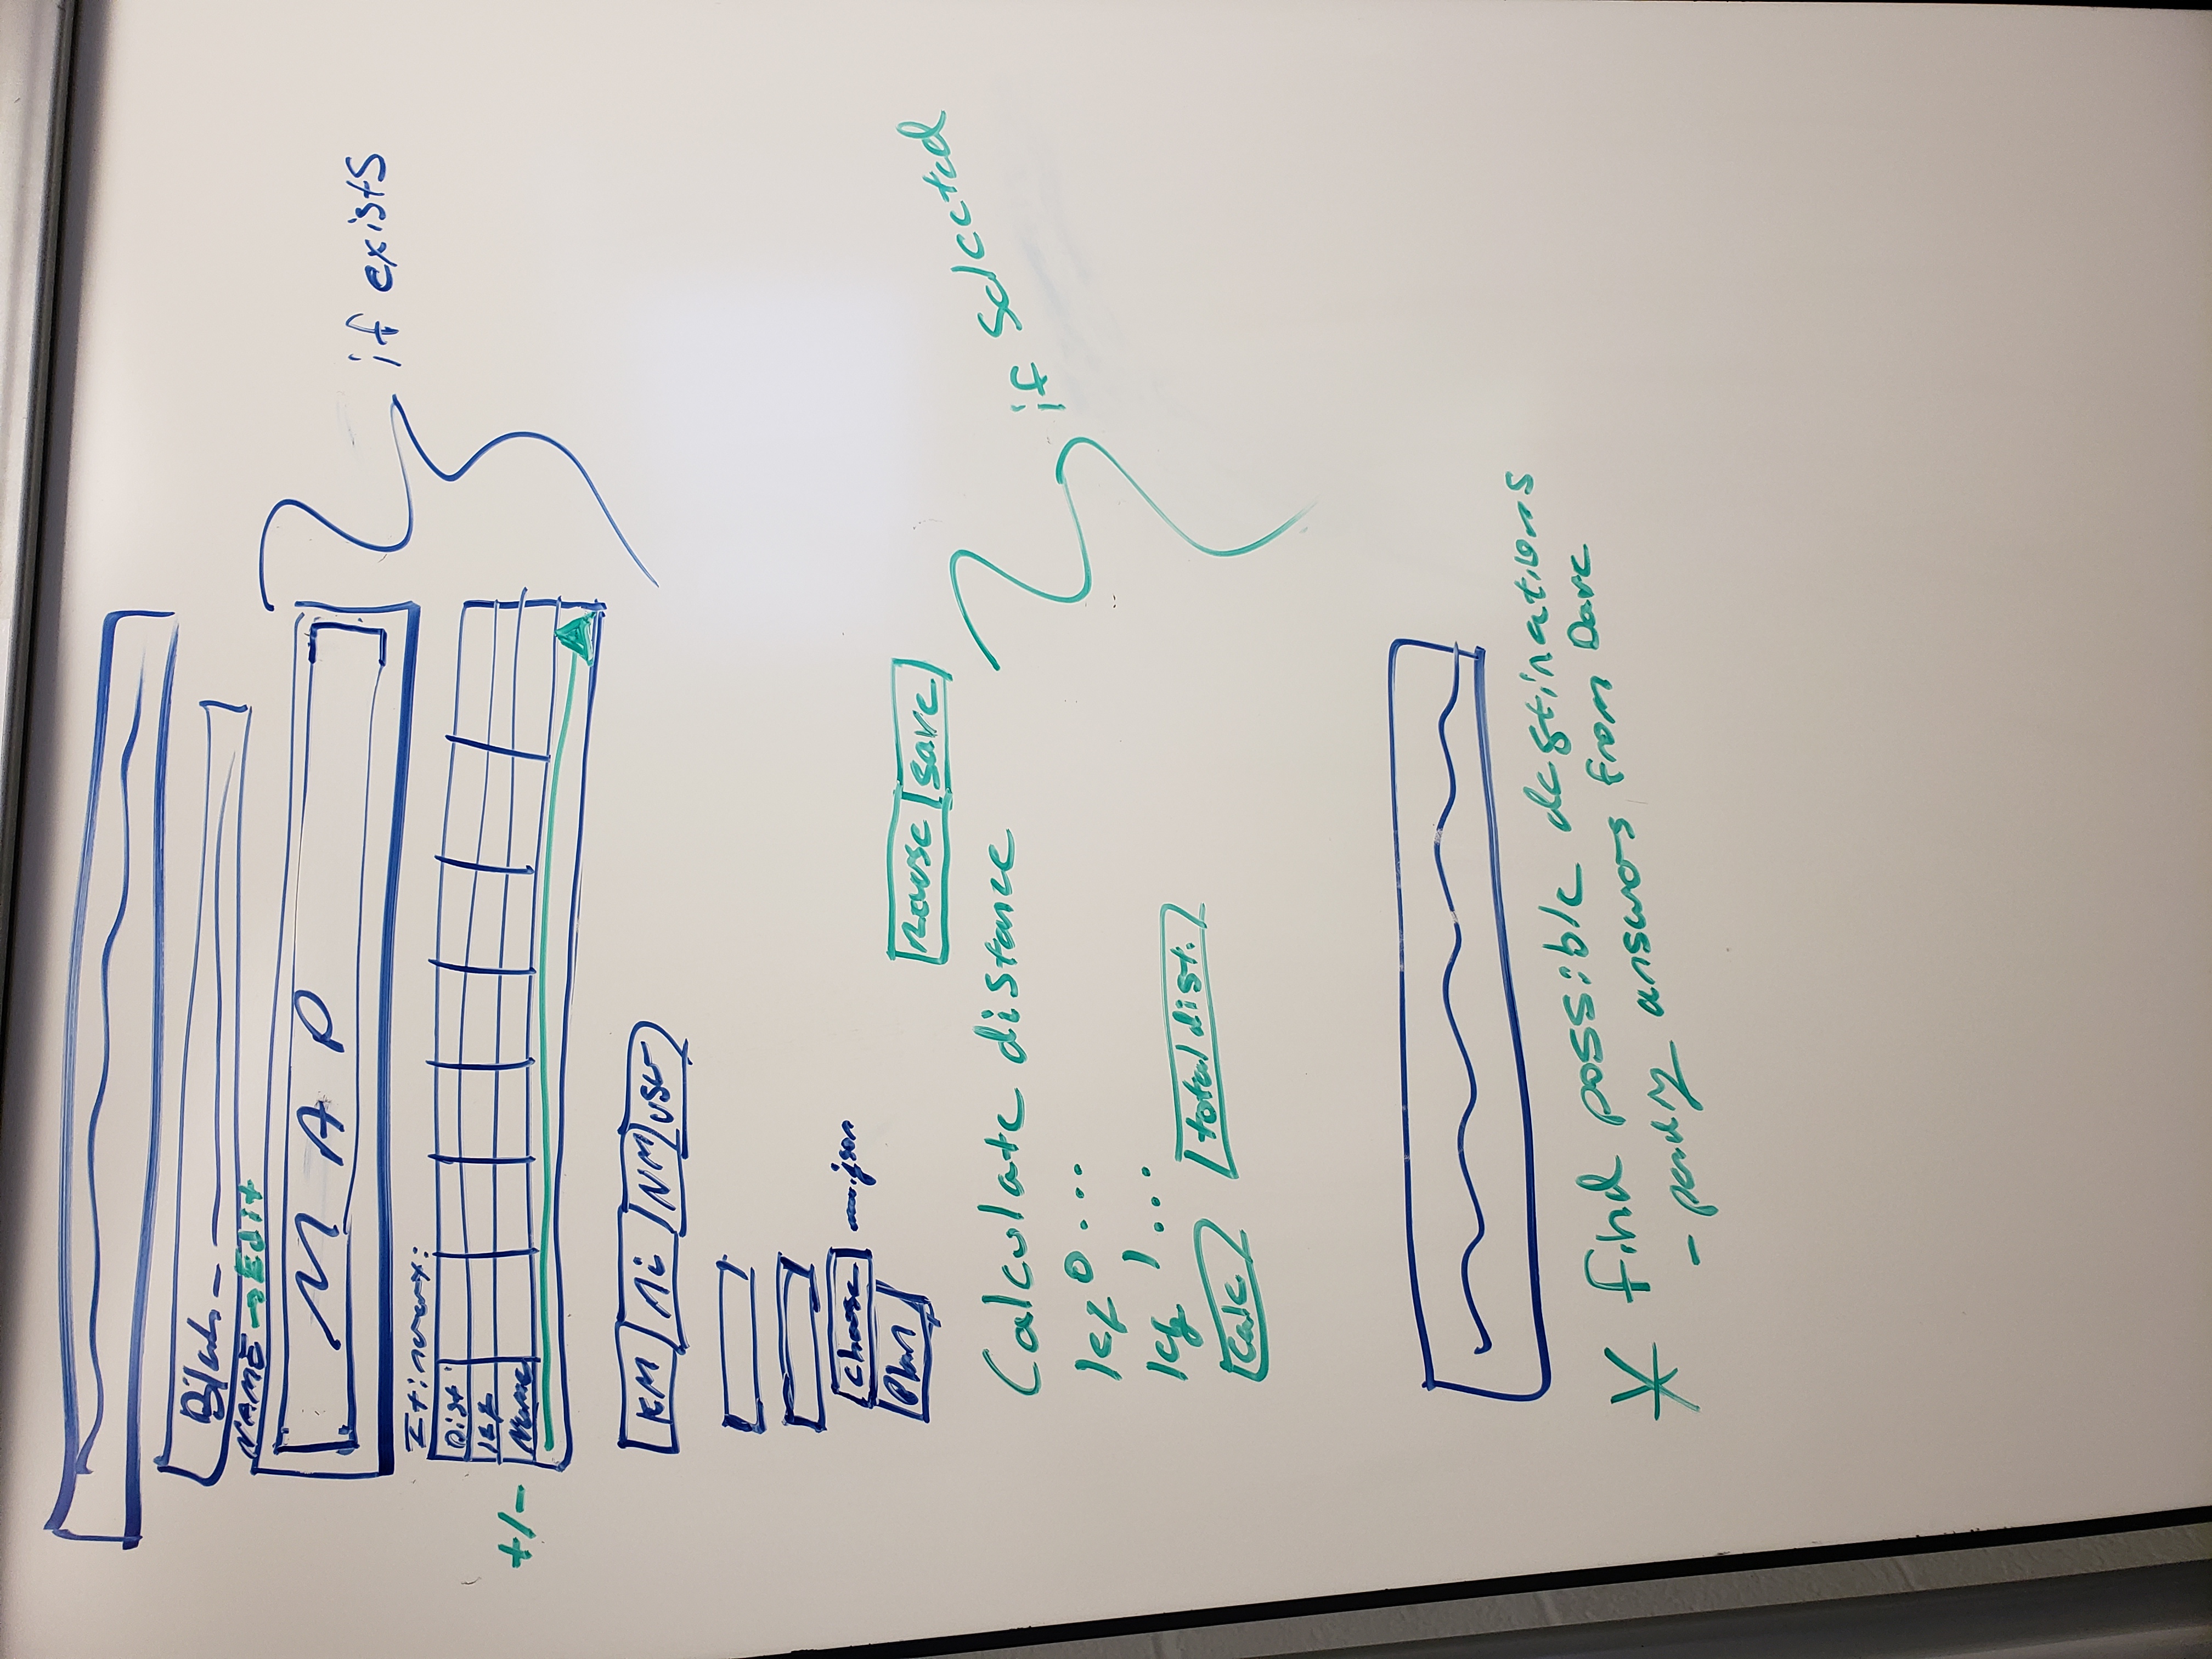 Blah
NAME → Edit
MAP
if exists
Itinerary:
Dist
leg
+/-
Name
KM Mi NM user
Choose .json
Plan
save
Calculate distance
if selected
leg 0 ...
leg 1 ...
Calc total dist.
* find possible destinations
- pending answers from Dave